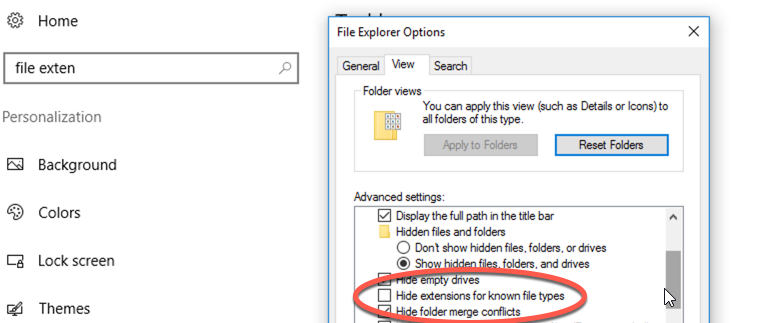 Home
file exten
Personalization
Background
Colors
Lock screen
Themes
File Explorer Options
General
View
Search
Folder views
You can apply this view (such as Details or Icons) to
all folders of this type.
Apply to Folders
Reset Folders
Advanced settings:
Display the full path in the title bar
Hidden files and folders
Don't show hidden files, folders, or drives
Show hidden files, folders, and drives
Hide empty drives
Hide extensions for known file types
Hide folder merge conflicts